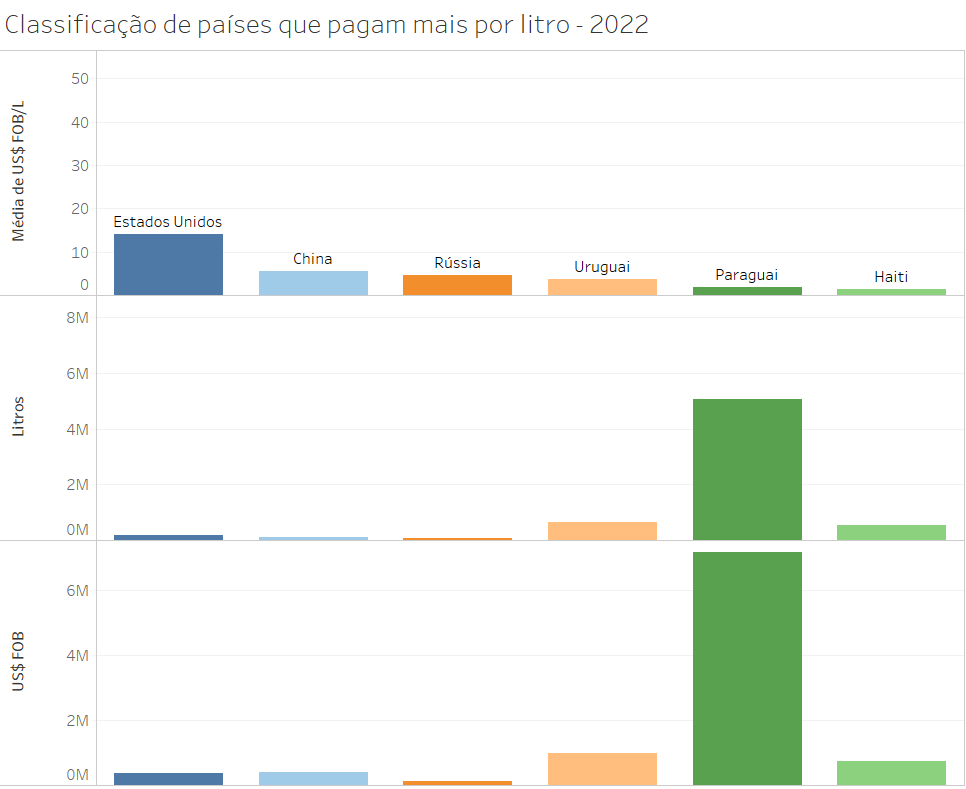 Classificação de países que pagam mais por litro - 2022
Média de US$ FOB/L
50
40
30
20
10
0
Estados Unidos
China
Rússia
Uruguai
Paraguai
Haiti
Litros
8M
6M
4M
2M
0M
US$ FOB
6M
4M
2M
0M